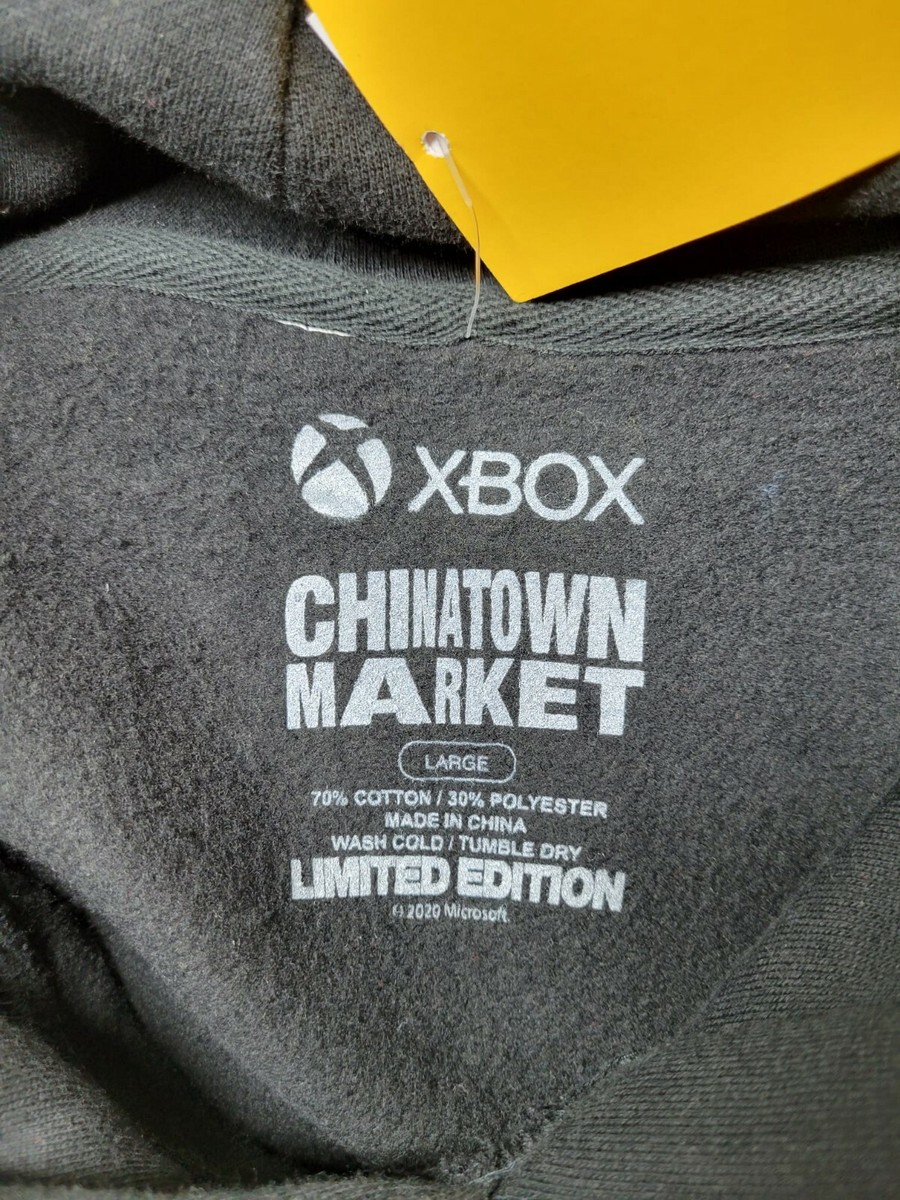 XBOX
CHINATOWN
MARKET
LARGE
70% COTTON / 30% POLYESTER
MADE IN CHINA
WASH COLD / TUMBLE DRY
LIMITED EDITION
© 2020 Microsoft.